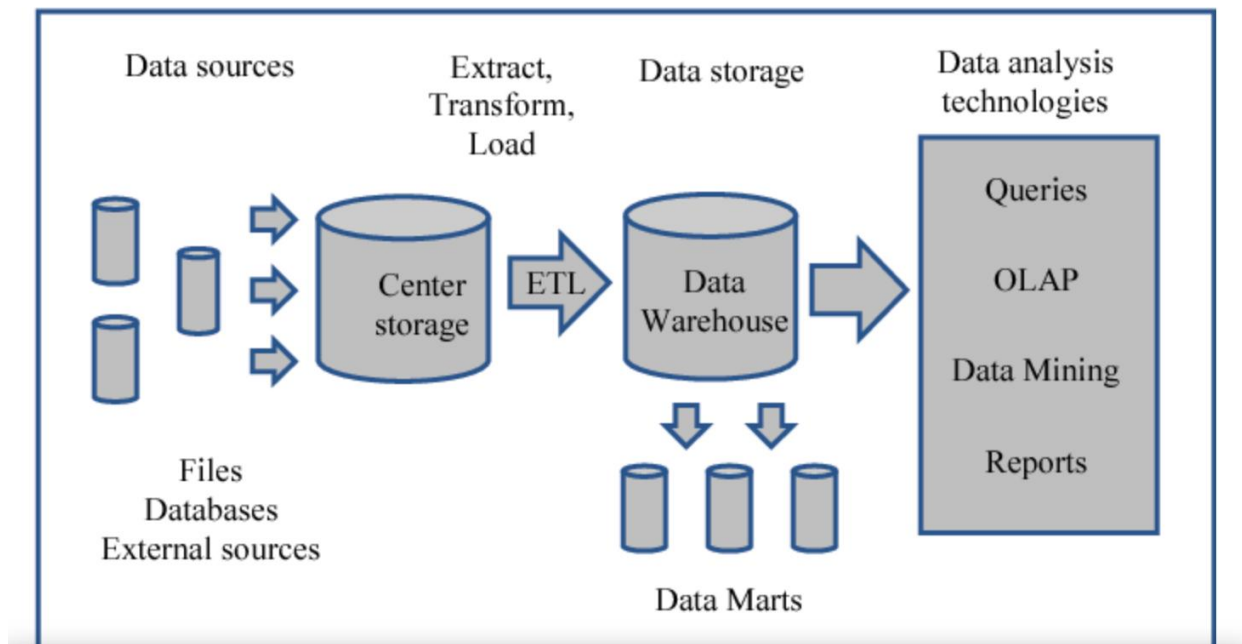 Data sources
Extract,
Transform,
Load
Data storage
Data analysis
technologies
Center
storage
ETL
Data
Warehouse
Queries
OLAP
Data Mining
Reports
Files
Databases
External sources
Data Marts